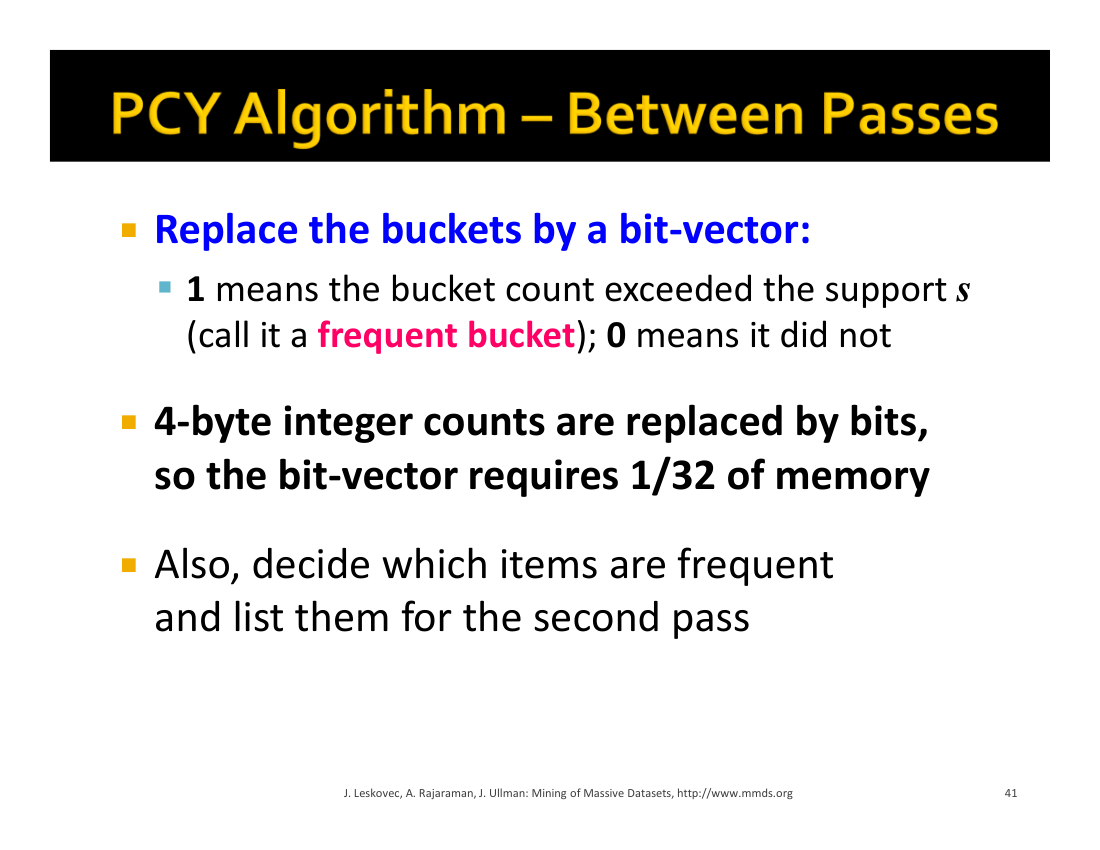 PCY Algorithm – Between Passes
Replace the buckets by a bit-vector:
1 means the bucket count exceeded the support s
(call it a frequent bucket); 0 means it did not
4-byte integer counts are replaced by bits,
so the bit-vector requires 1/32 of memory
Also, decide which items are frequent
and list them for the second pass
J. Leskovec, A. Rajaraman, J. Ullman: Mining of Massive Datasets, http://www.mmds.org
41